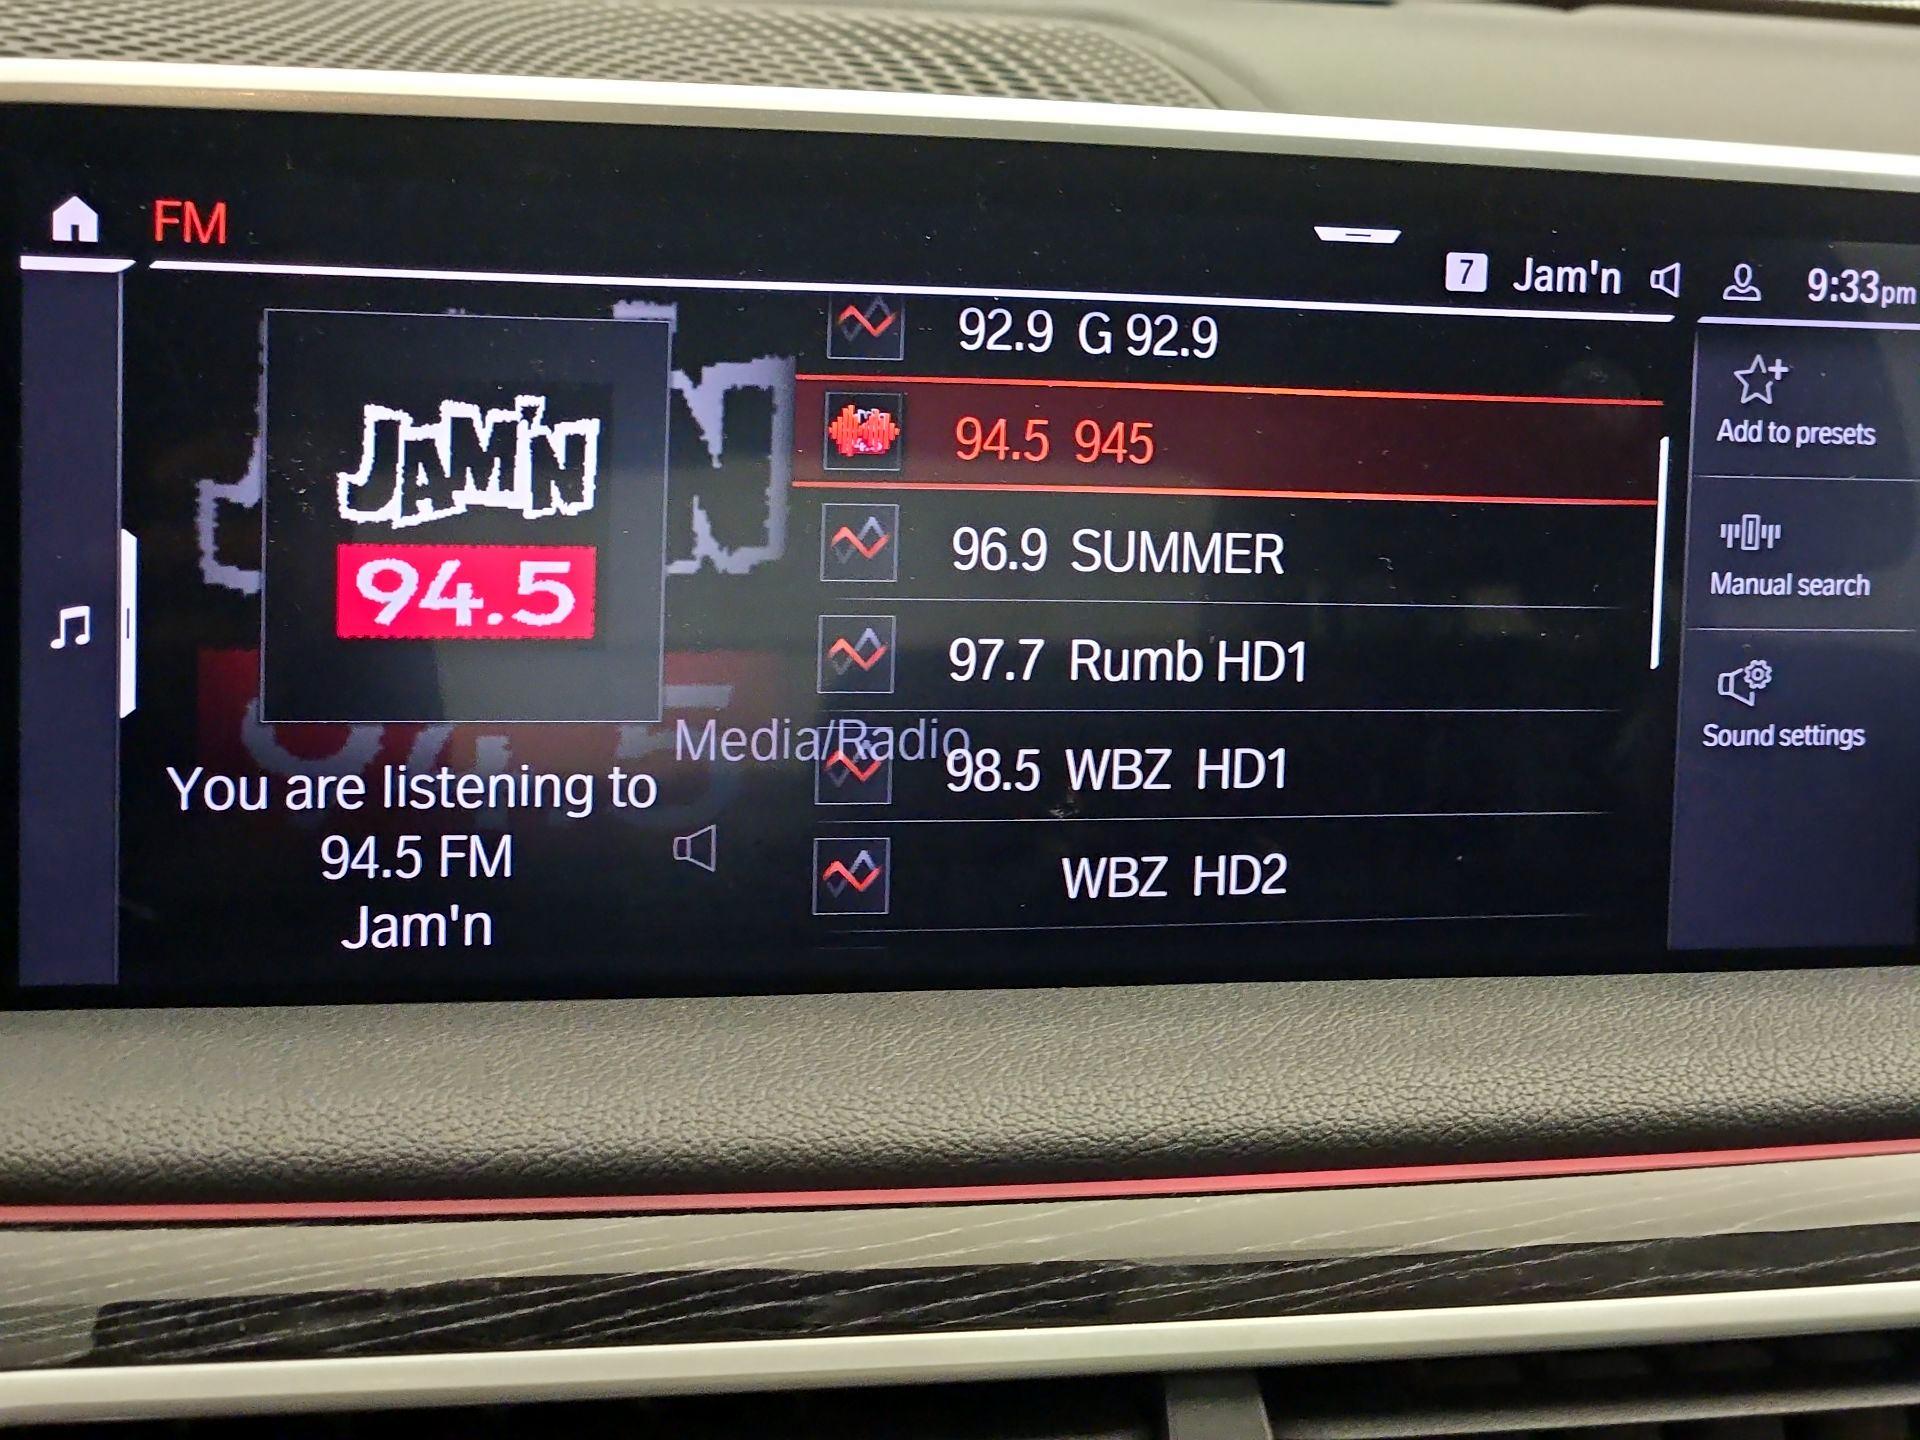 FM
7 Jam'n 9:33pm
JAM'N
94.5
You are listening to
94.5 FM
Jam'n
Media/Radio
92.9 G 92.9
94.5 945
96.9 SUMMER
97.7 Rumb HD1
98.5 WBZ HD1
WBZ HD2
Add to presets
Manual search
Sound settings